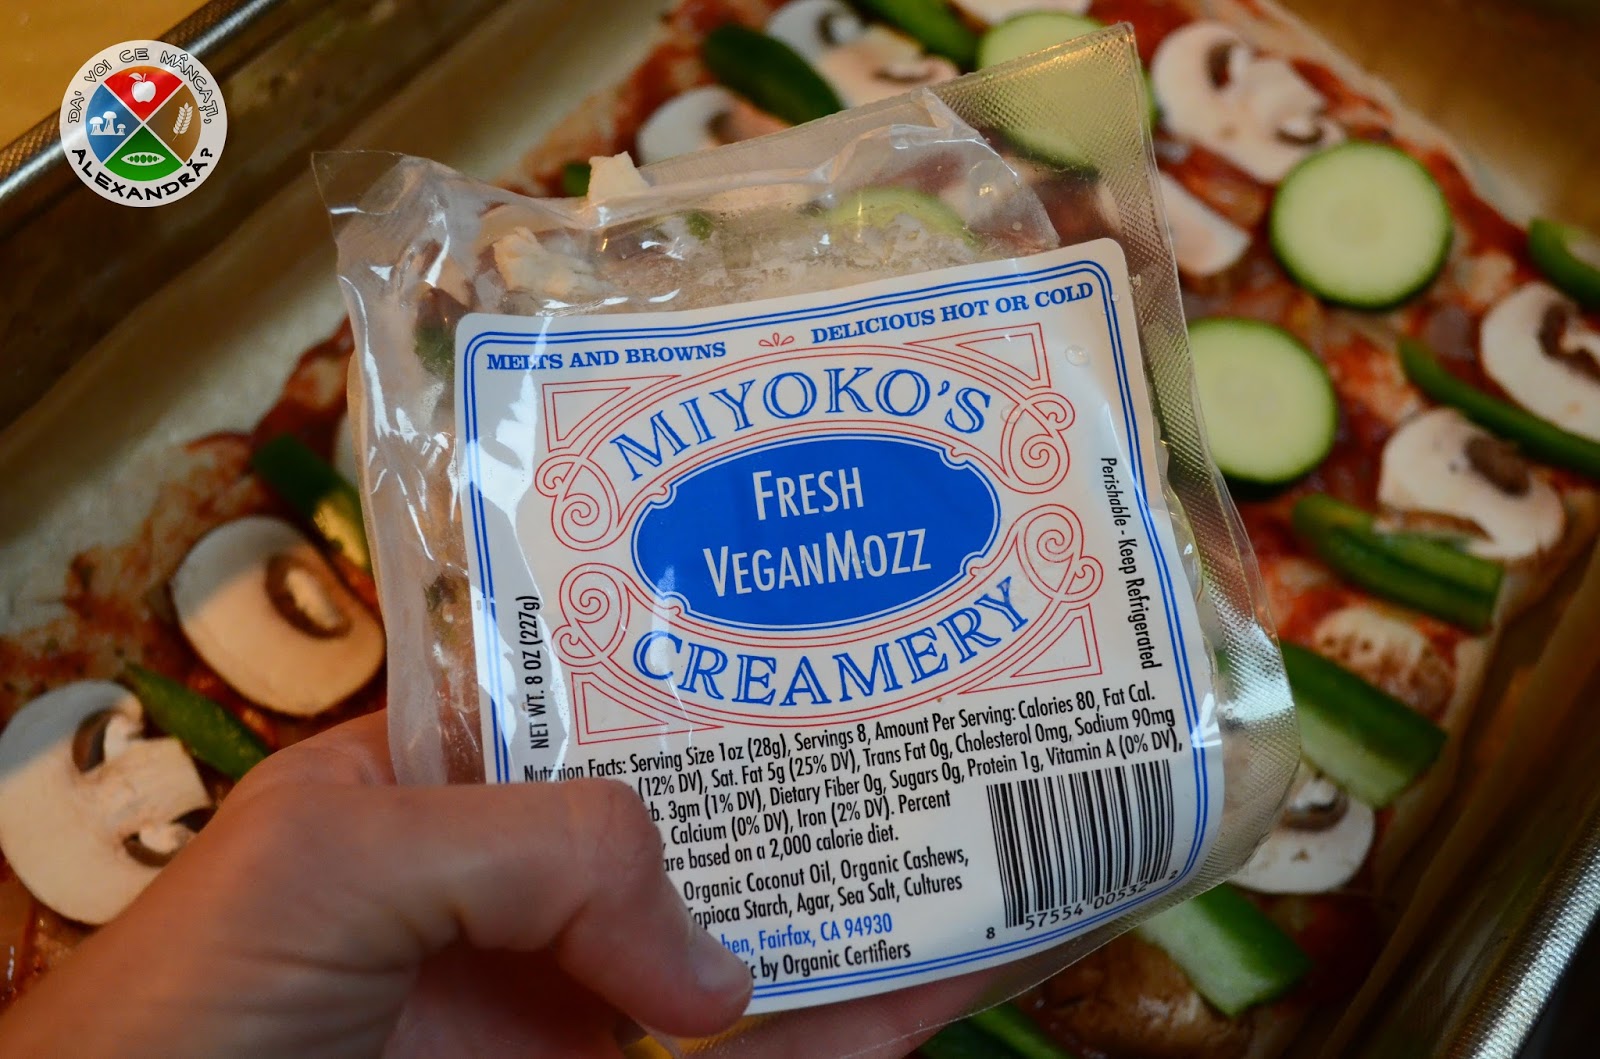 DA' VOI CE MÂNCAȚI,
ALEXANDRA?
MELTS AND BROWNS
DELICIOUS HOT OR COLD
MIYOKO'S
FRESH
VEGANMOZZ
CREAMERY
NET WT. 8 OZ (227g)
Perishable - Keep Refrigerated
Nutrition Facts: Serving Size 1oz (28g), Servings 8, Amount Per Serving: Calories 80, Fat Cal.
(12% DV), Sat. Fat 5g (25% DV), Trans Fat 0g, Cholesterol 0mg, Sodium 90mg
3gm (1% DV), Dietary Fiber 0g, Sugars 0g, Protein 1g, Vitamin A (0% DV),
Calcium (0% DV), Iron (2% DV). Percent
are based on a 2,000 calorie diet.
Organic Coconut Oil, Organic Cashews,
Tapioca Starch, Agar, Sea Salt, Cultures
Fairfax, CA 94930
by Organic Certifiers
8 57554 00532 2